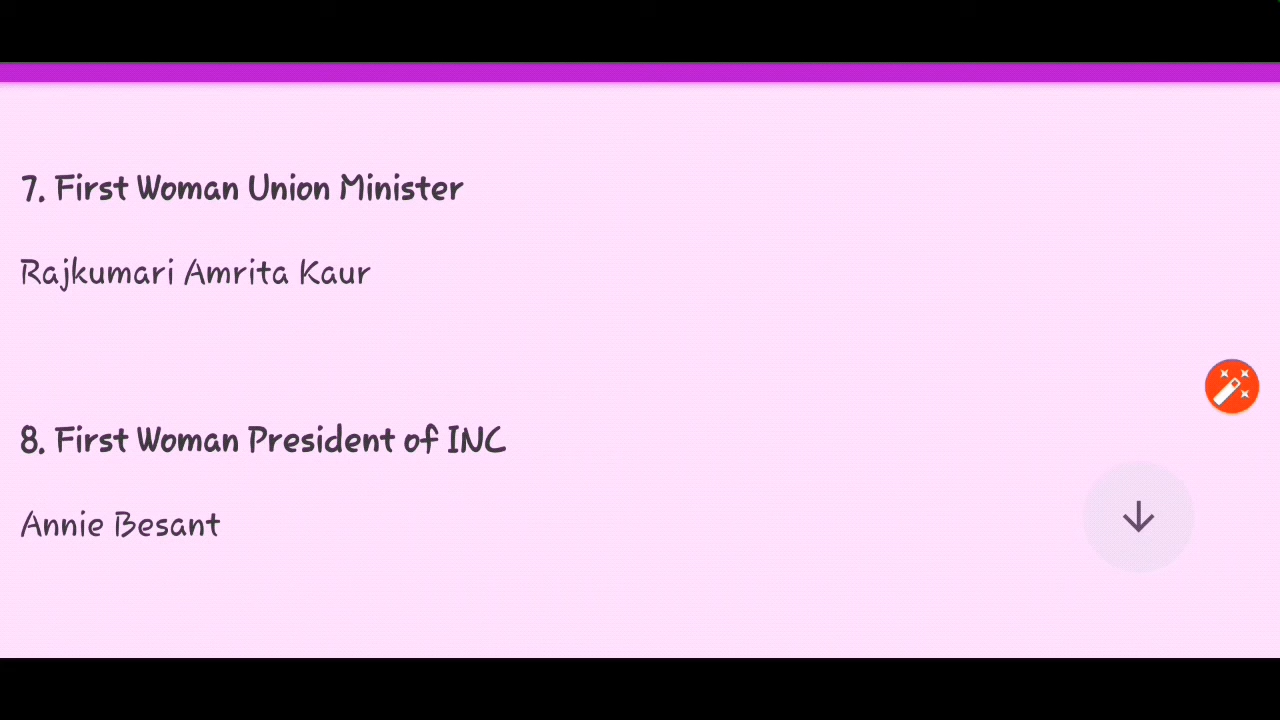 7. First Woman Union Minister
Rajkumari Amrita Kaur
8. First Woman President of INC
Annie Besant